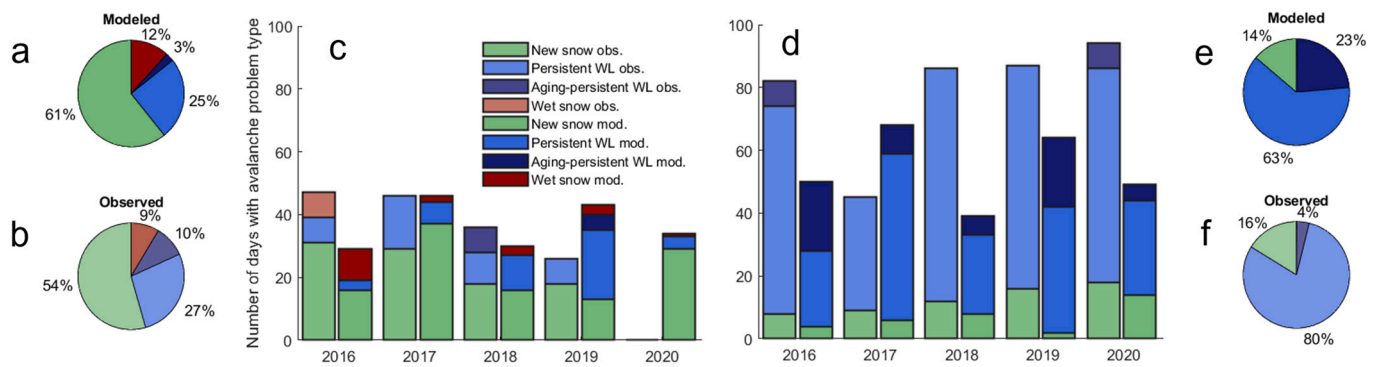 a
Modeled
12%
3%
25%
61%
b
Observed
9%
10%
27%
54%
c
Number of days with avalanche problem type
100
80
60
40
20
0
New snow obs.
Persistent WL obs.
Aging-persistent WL obs.
Wet snow obs.
New snow mod.
Persistent WL mod.
Aging-persistent WL mod.
Wet snow mod.
2016 2017 2018 2019 2020
d
100
80
60
40
20
0
2016 2017 2018 2019 2020
e
Modeled
14%
23%
63%
f
Observed
16%
4%
80%